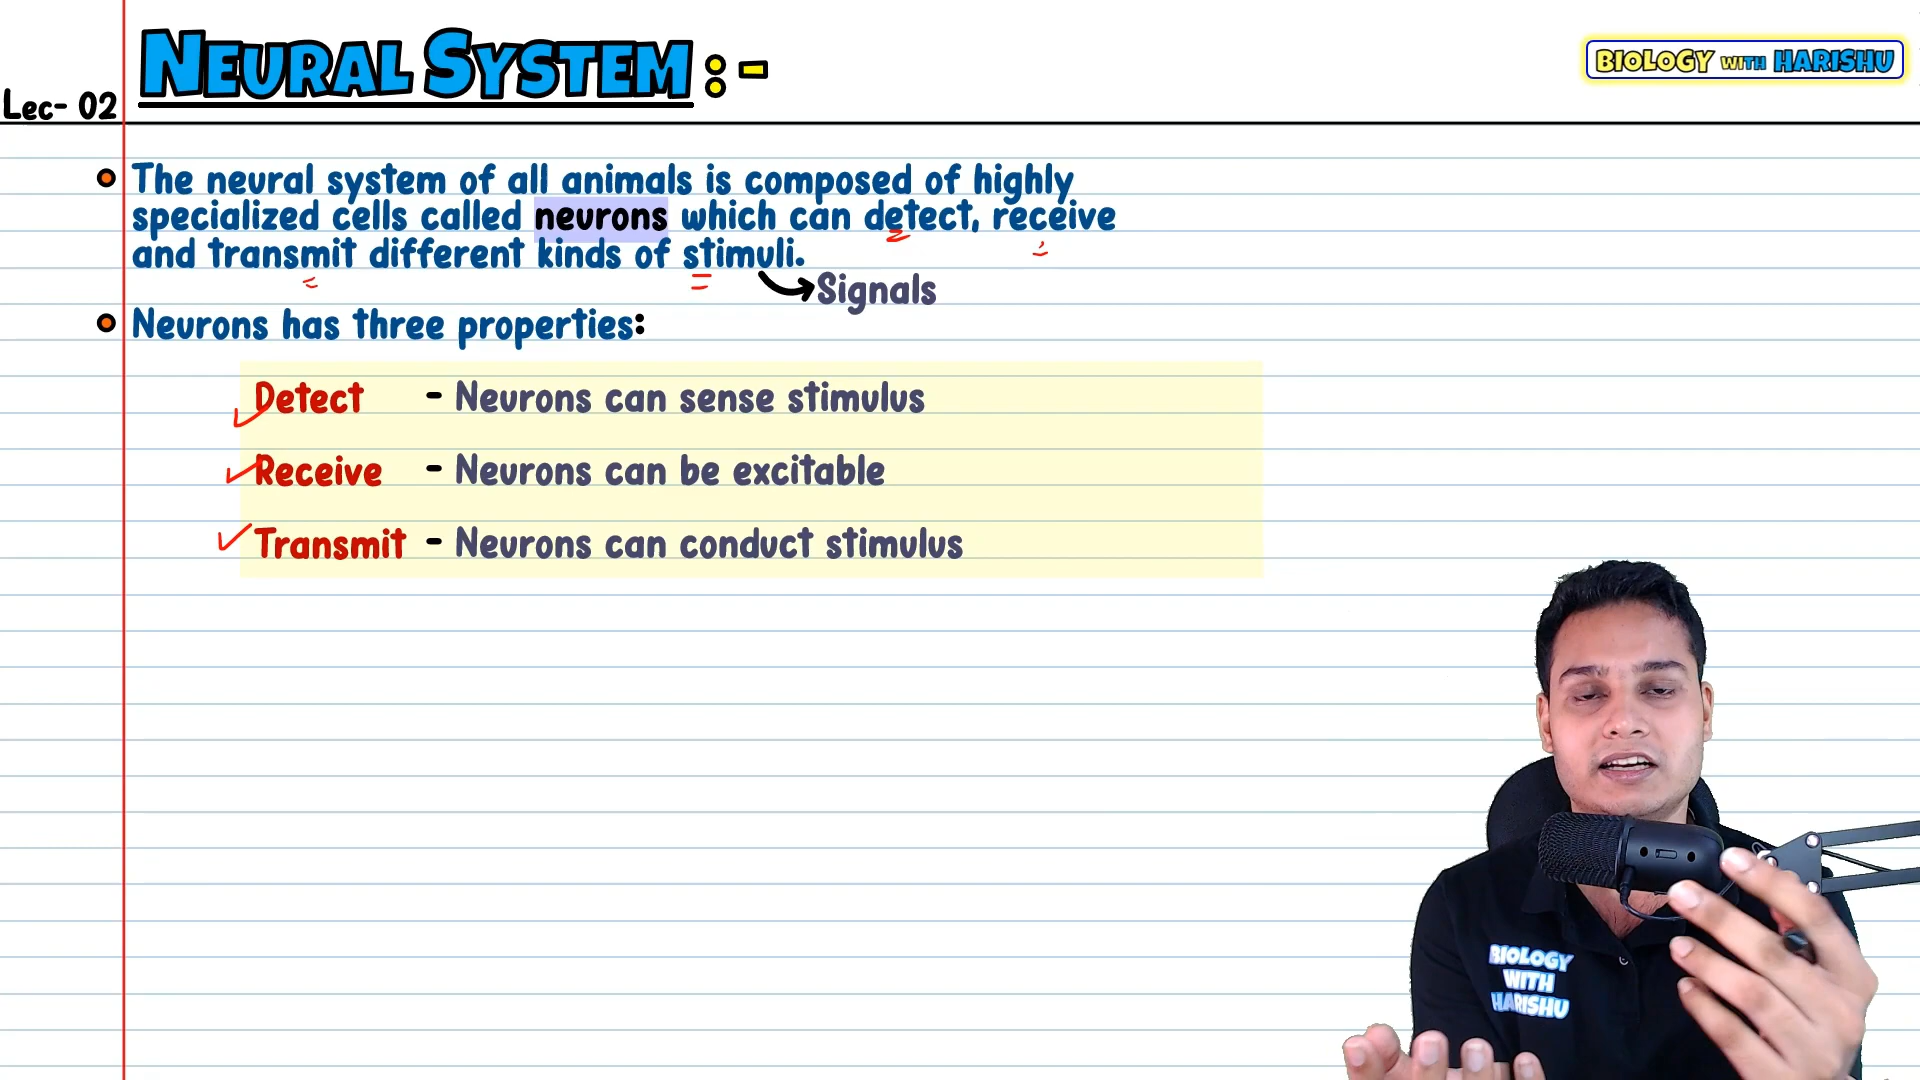 NEURAL SYSTEM :-
BIOLOGY WITH HARISHU
Lec- 02
The neural system of all animals is composed of highly
specialized cells called neurons which can detect, receive
and transmit different kinds of stimuli.
Signals
Neurons has three properties:
Detect - Neurons can sense stimulus
Receive - Neurons can be excitable
Transmit - Neurons can conduct stimulus
BIOLOGY
WITH
HARISHU